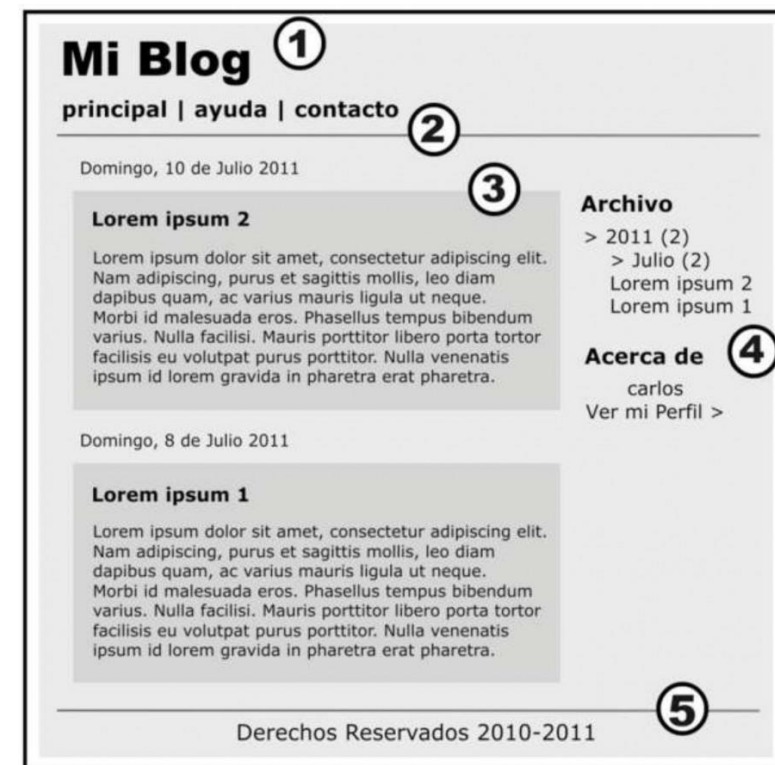 Mi Blog
1
principal | ayuda | contacto
2
Domingo, 10 de Julio 2011
3
Lorem ipsum 2
Lorem ipsum dolor sit amet, consectetur adipiscing elit.
Nam adipiscing, purus et sagittis mollis, leo diam
dapibus quam, ac varius mauris ligula ut neque.
Morbi id malesuada eros. Phasellus tempus bibendum
varius. Nulla facilisi. Mauris porttitor libero porta tortor
facilisis eu volutpat purus porttitor. Nulla venenatis
ipsum id lorem gravida in pharetra erat pharetra.
Domingo, 8 de Julio 2011
Lorem ipsum 1
Lorem ipsum dolor sit amet, consectetur adipiscing elit.
Nam adipiscing, purus et sagittis mollis, leo diam
dapibus quam, ac varius mauris ligula ut neque.
Morbi id malesuada eros. Phasellus tempus bibendum
varius. Nulla facilisi. Mauris porttitor libero porta tortor
facilisis eu volutpat purus porttitor. Nulla venenatis
ipsum id lorem gravida in pharetra erat pharetra.
Archivo
> 2011 (2)
> Julio (2)
Lorem ipsum 2
Lorem ipsum 1
Acerca de
4
carlos
Ver mi Perfil >
5
Derechos Reservados 2010-2011